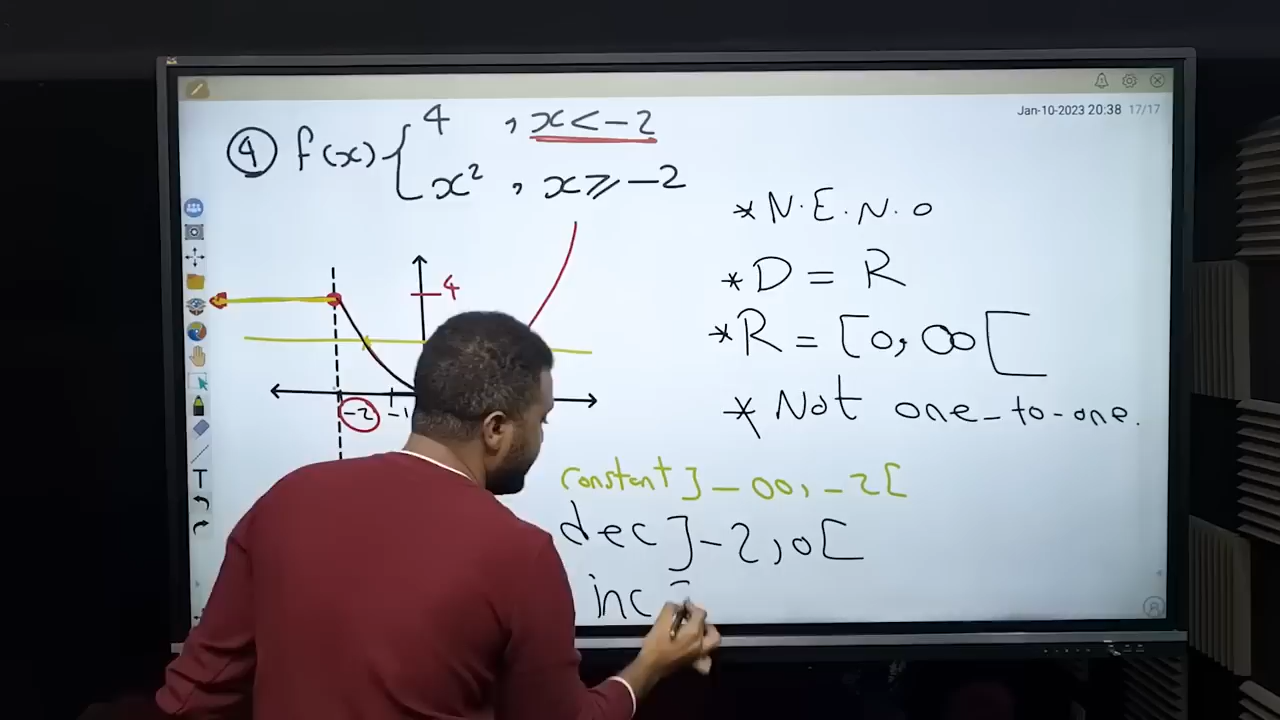 Jan-10-2023 20:38 17/17
④ f(x) { 4 , x < -2
x² , x ⩾ -2
* N.E.N.O
* D = R
* R = [0, ∞[
* Not one-to-one.
4
-2 -1
constant ]-∞, -2[
dec ]-2, 0[
inc ]
T